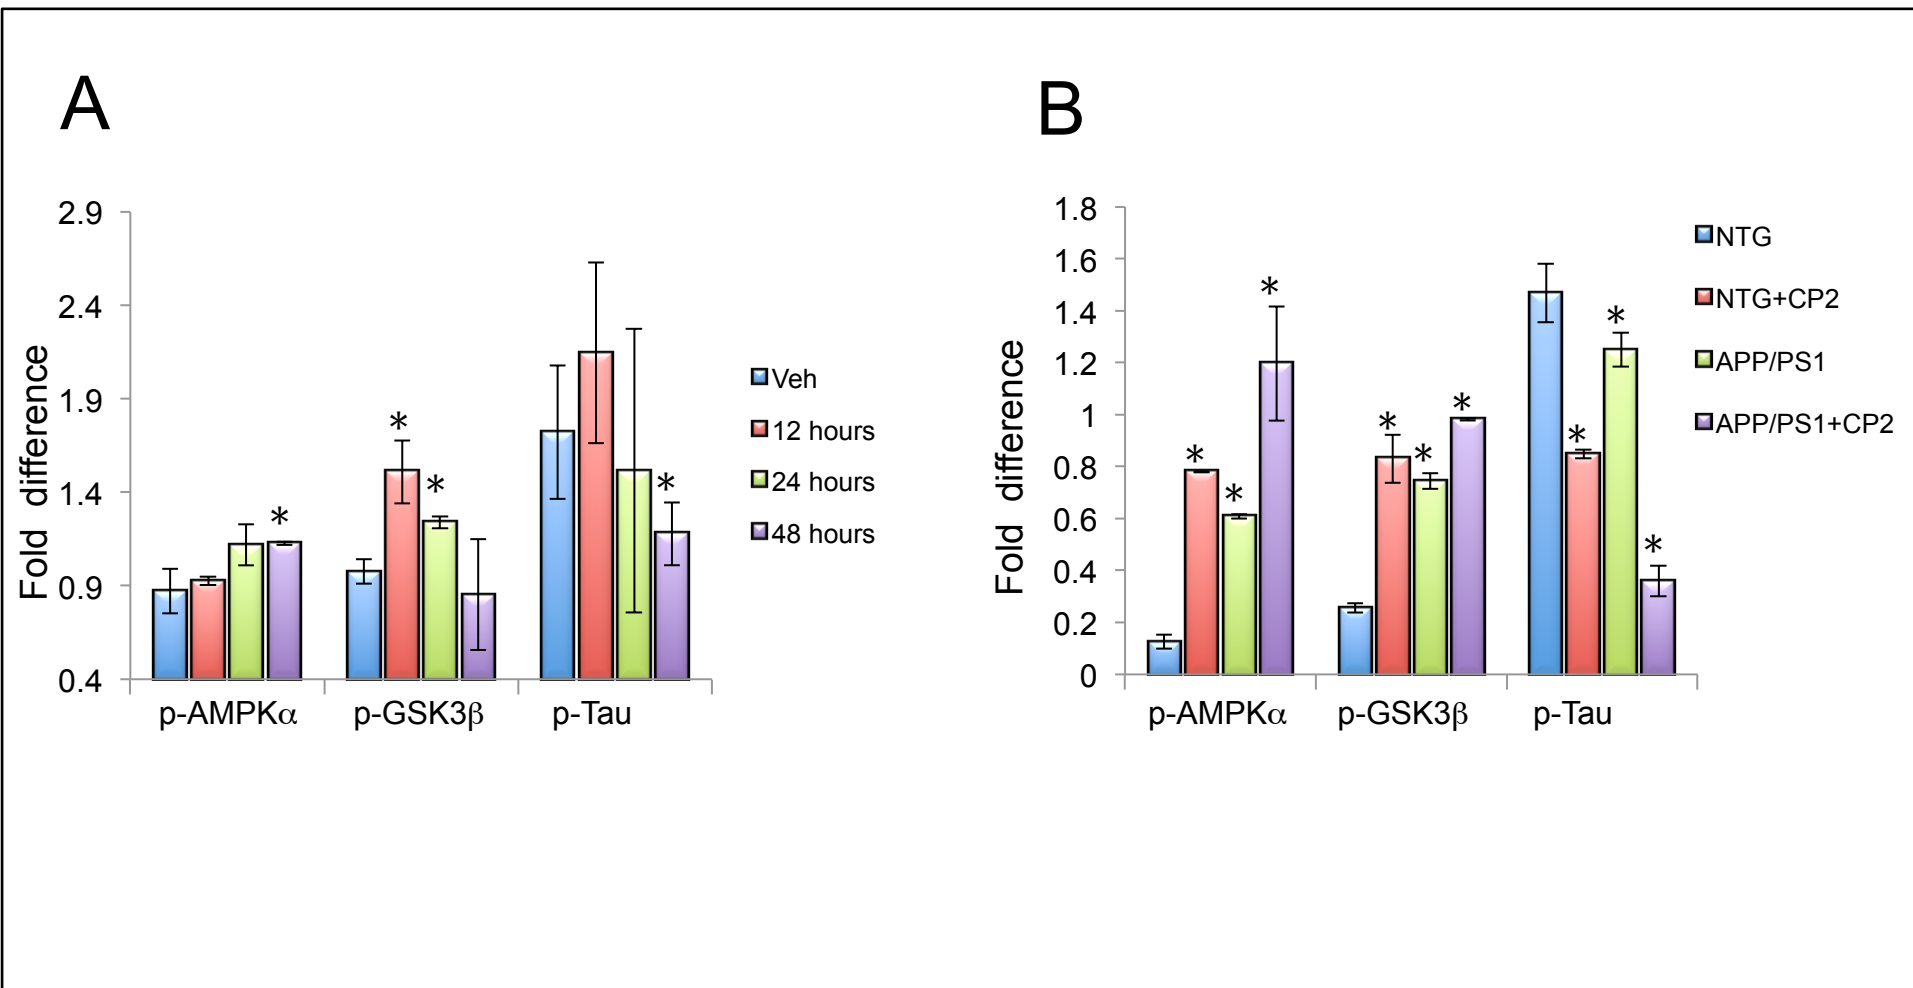 A
Fold difference
2.9
2.4
1.9
1.4
0.9
0.4
*
*
*
*
p-AMPKα
p-GSK3β
p-Tau
Veh
12 hours
24 hours
48 hours
B
Fold difference
1.8
1.6
1.4
1.2
1
0.8
0.6
0.4
0.2
0
*
*
*
*
*
*
*
*
*
p-AMPKα
p-GSK3β
p-Tau
NTG
NTG+CP2
APP/PS1
APP/PS1+CP2